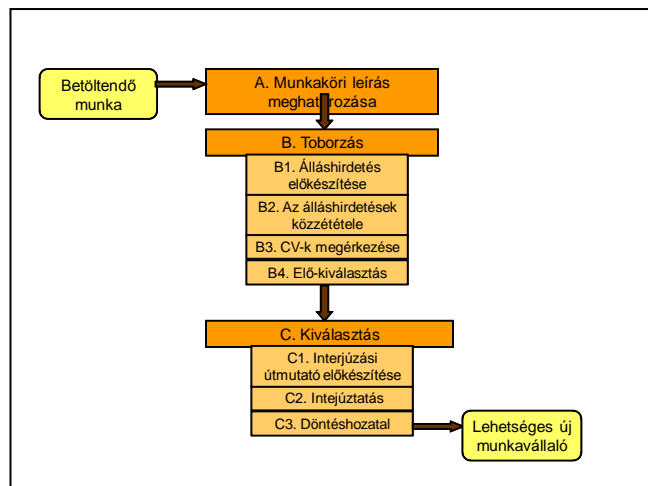 Betöltendő
munka
A. Munkaköri leírás
meghatározása
B. Toborzás
B1. Álláshirdetés
előkészítése
B2. Az álláshirdetések
közzététele
B3. CV-k megérkezése
B4. Elő-kiválasztás
C. Kiválasztás
C1. Interjúzási
útmutató előkészítése
C2. Intejúztatás
C3. Döntéshozatal
Lehetséges új
munkavállaló